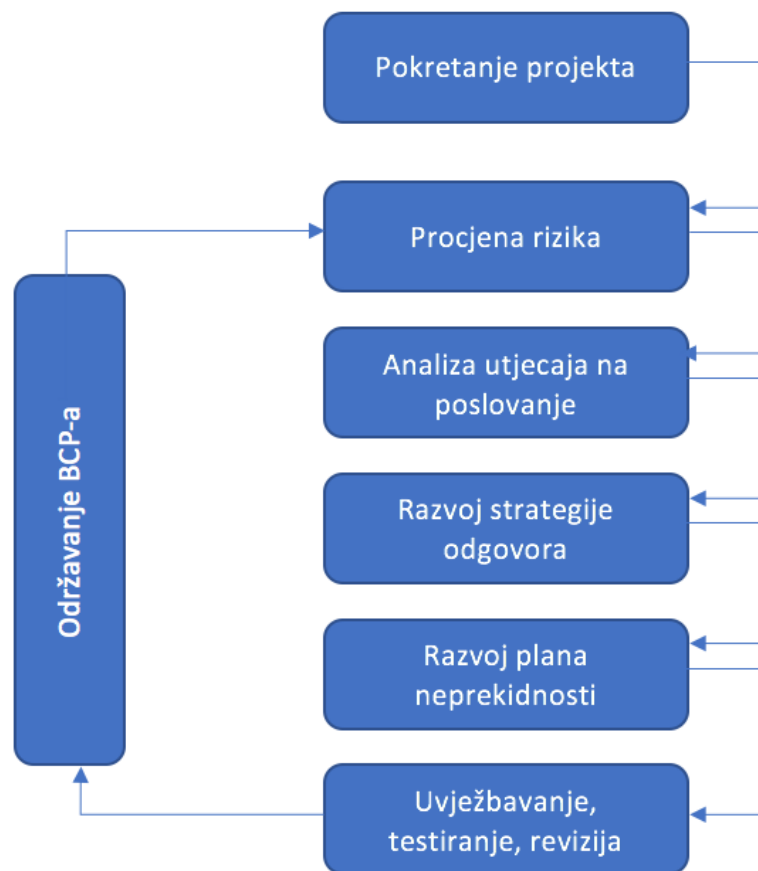 Pokretanje projekta
Procjena rizika
Analiza utjecaja na
poslovanje
Razvoj strategije
odgovora
Razvoj plana
neprekidnosti
Uvježbavanje,
testiranje, revizija
Održavanje BCP-a